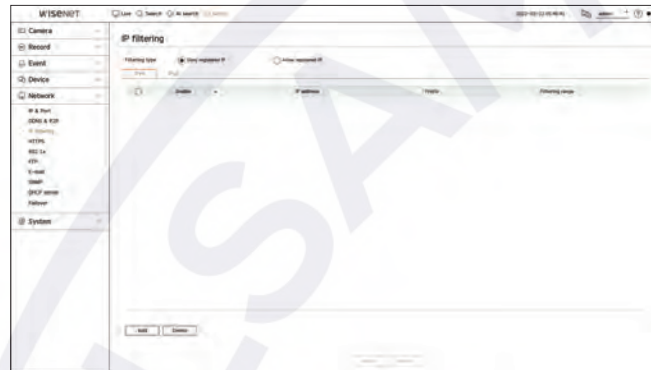 WISENET
Live Search AI search
admin
Camera
Record
Event
Device
Network
IP & Port
DDNS & P2P
IP filtering
HTTPS
802.1x
FTP
E-mail
SNMP
DHCP server
Failover
System
IP filtering
Filtering type Deny registered IP Allow registered IP
IPv4 IPv6
Enable IP address Filtering range
Add Delete
SAM